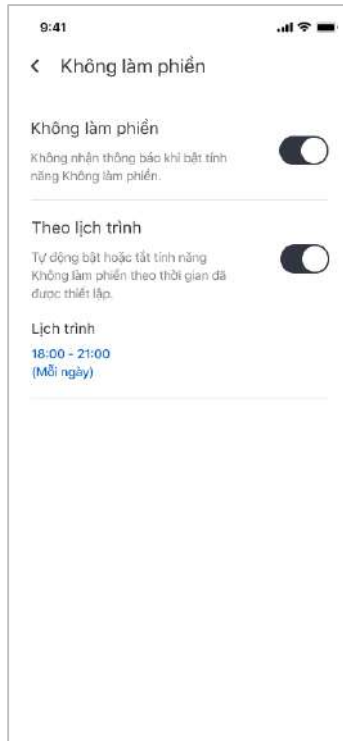 9:41
Không làm phiền
Không làm phiền
Không nhận thông báo khi bật tính
năng Không làm phiền.
Theo lịch trình
Tự động bật hoặc tắt tính năng
Không làm phiền theo thời gian đã
được thiết lập.
Lịch trình
18:00 - 21:00
(Mỗi ngày)